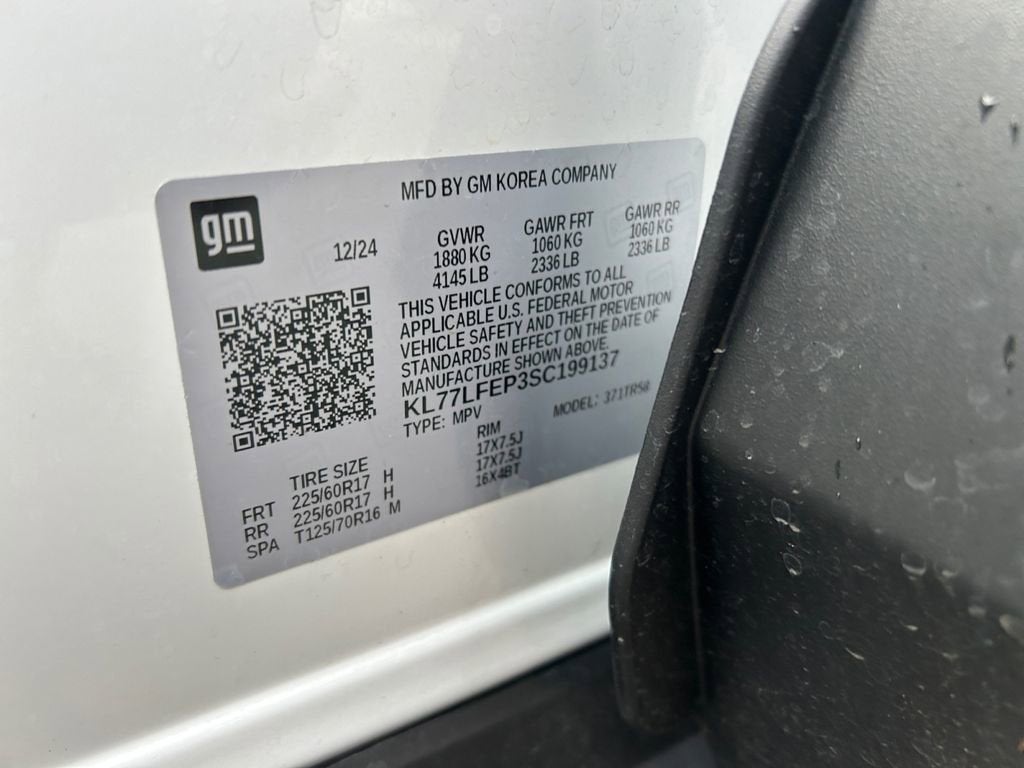 gm
MFD BY GM KOREA COMPANY
12/24
GVWR
1880 KG
4145 LB
GAWR FRT
1060 KG
2336 LB
GAWR RR
1060 KG
2336 LB
THIS VEHICLE CONFORMS TO ALL
APPLICABLE U.S. FEDERAL MOTOR
VEHICLE SAFETY AND THEFT PREVENTION
STANDARDS IN EFFECT ON THE DATE OF
MANUFACTURE SHOWN ABOVE.
KL77LFEP3SC199137
TYPE: MPV MODEL: 371TR58
TIRE SIZE RIM
FRT 225/60R17 H 17X7.5J
RR 225/60R17 H 17X7.5J
SPA T125/70R16 M 16X4BT